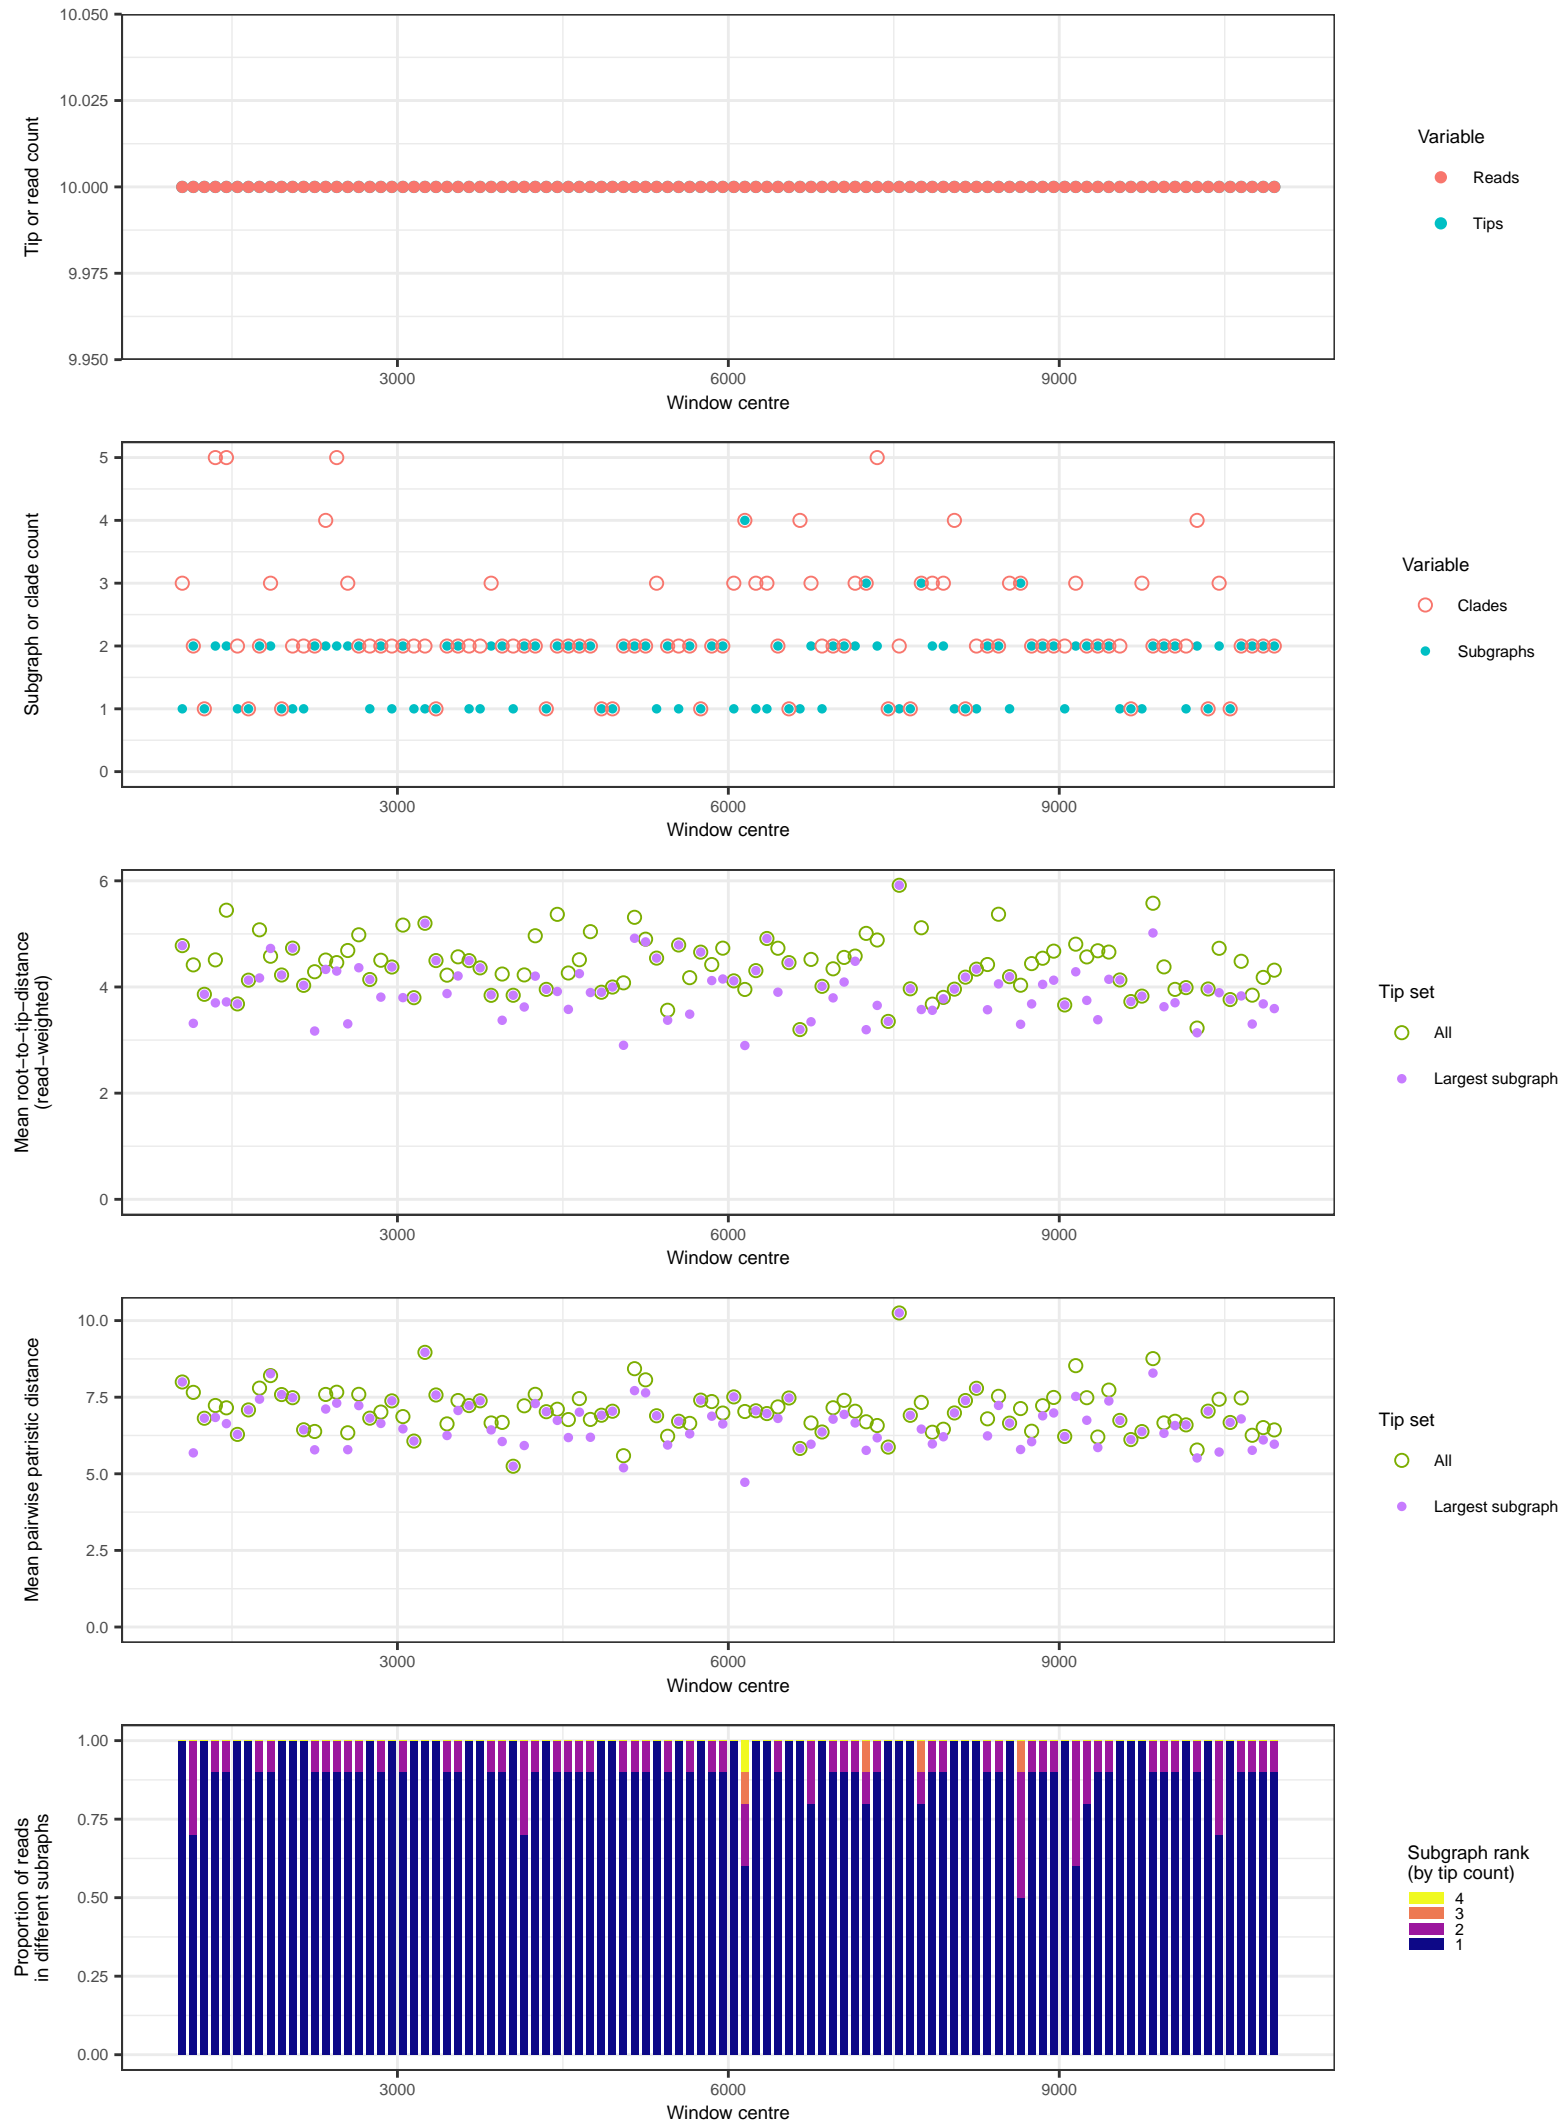 10.050
10.025
10.000
9.975
9.950
Tip or read count
3000
6000
9000
Window centre
Variable
Reads
Tips
5
4
3
2
1
0
Subgraph or clade count
3000
6000
9000
Window centre
Variable
Clades
Subgraphs
6
4
2
0
Mean root−to−tip−distance
(read−weighted)
3000
6000
9000
Window centre
Tip set
All
Largest subgraph
10.0
7.5
5.0
2.5
0.0
Mean pairwise patristic distance
3000
6000
9000
Window centre
Tip set
All
Largest subgraph
1.00
0.75
0.50
0.25
0.00
Proportion of reads
in different subraphs
3000
6000
9000
Window centre
Subgraph rank
(by tip count)
4
3
2
1